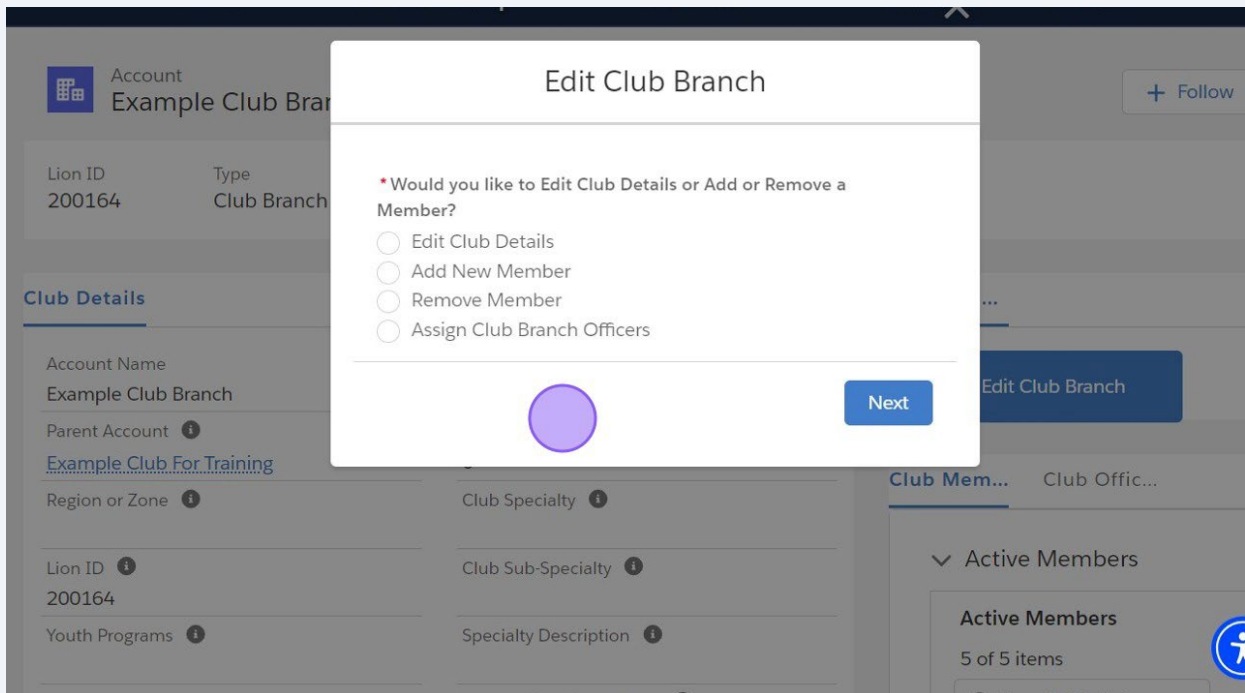 Account
Example Club Bran
+ Follow
Lion ID
200164
Type
Club Branch
Edit Club Branch
*Would you like to Edit Club Details or Add or Remove a
Member?
Edit Club Details
Add New Member
Remove Member
Assign Club Branch Officers
Next
Club Details
Account Name
Example Club Branch
Parent Account
Example Club For Training
Region or Zone
Lion ID
200164
Youth Programs
Club Specialty
Club Sub-Specialty
Specialty Description
...
Edit Club Branch
Club Mem...
Club Offic...
Active Members
Active Members
5 of 5 items